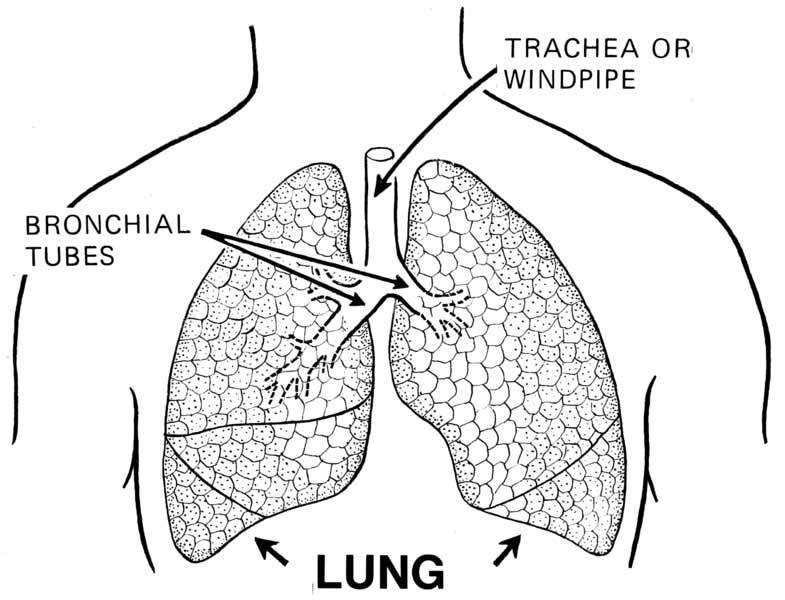 TRACHEA OR
WINDPIPE
BRONCHIAL
TUBES
LUNG